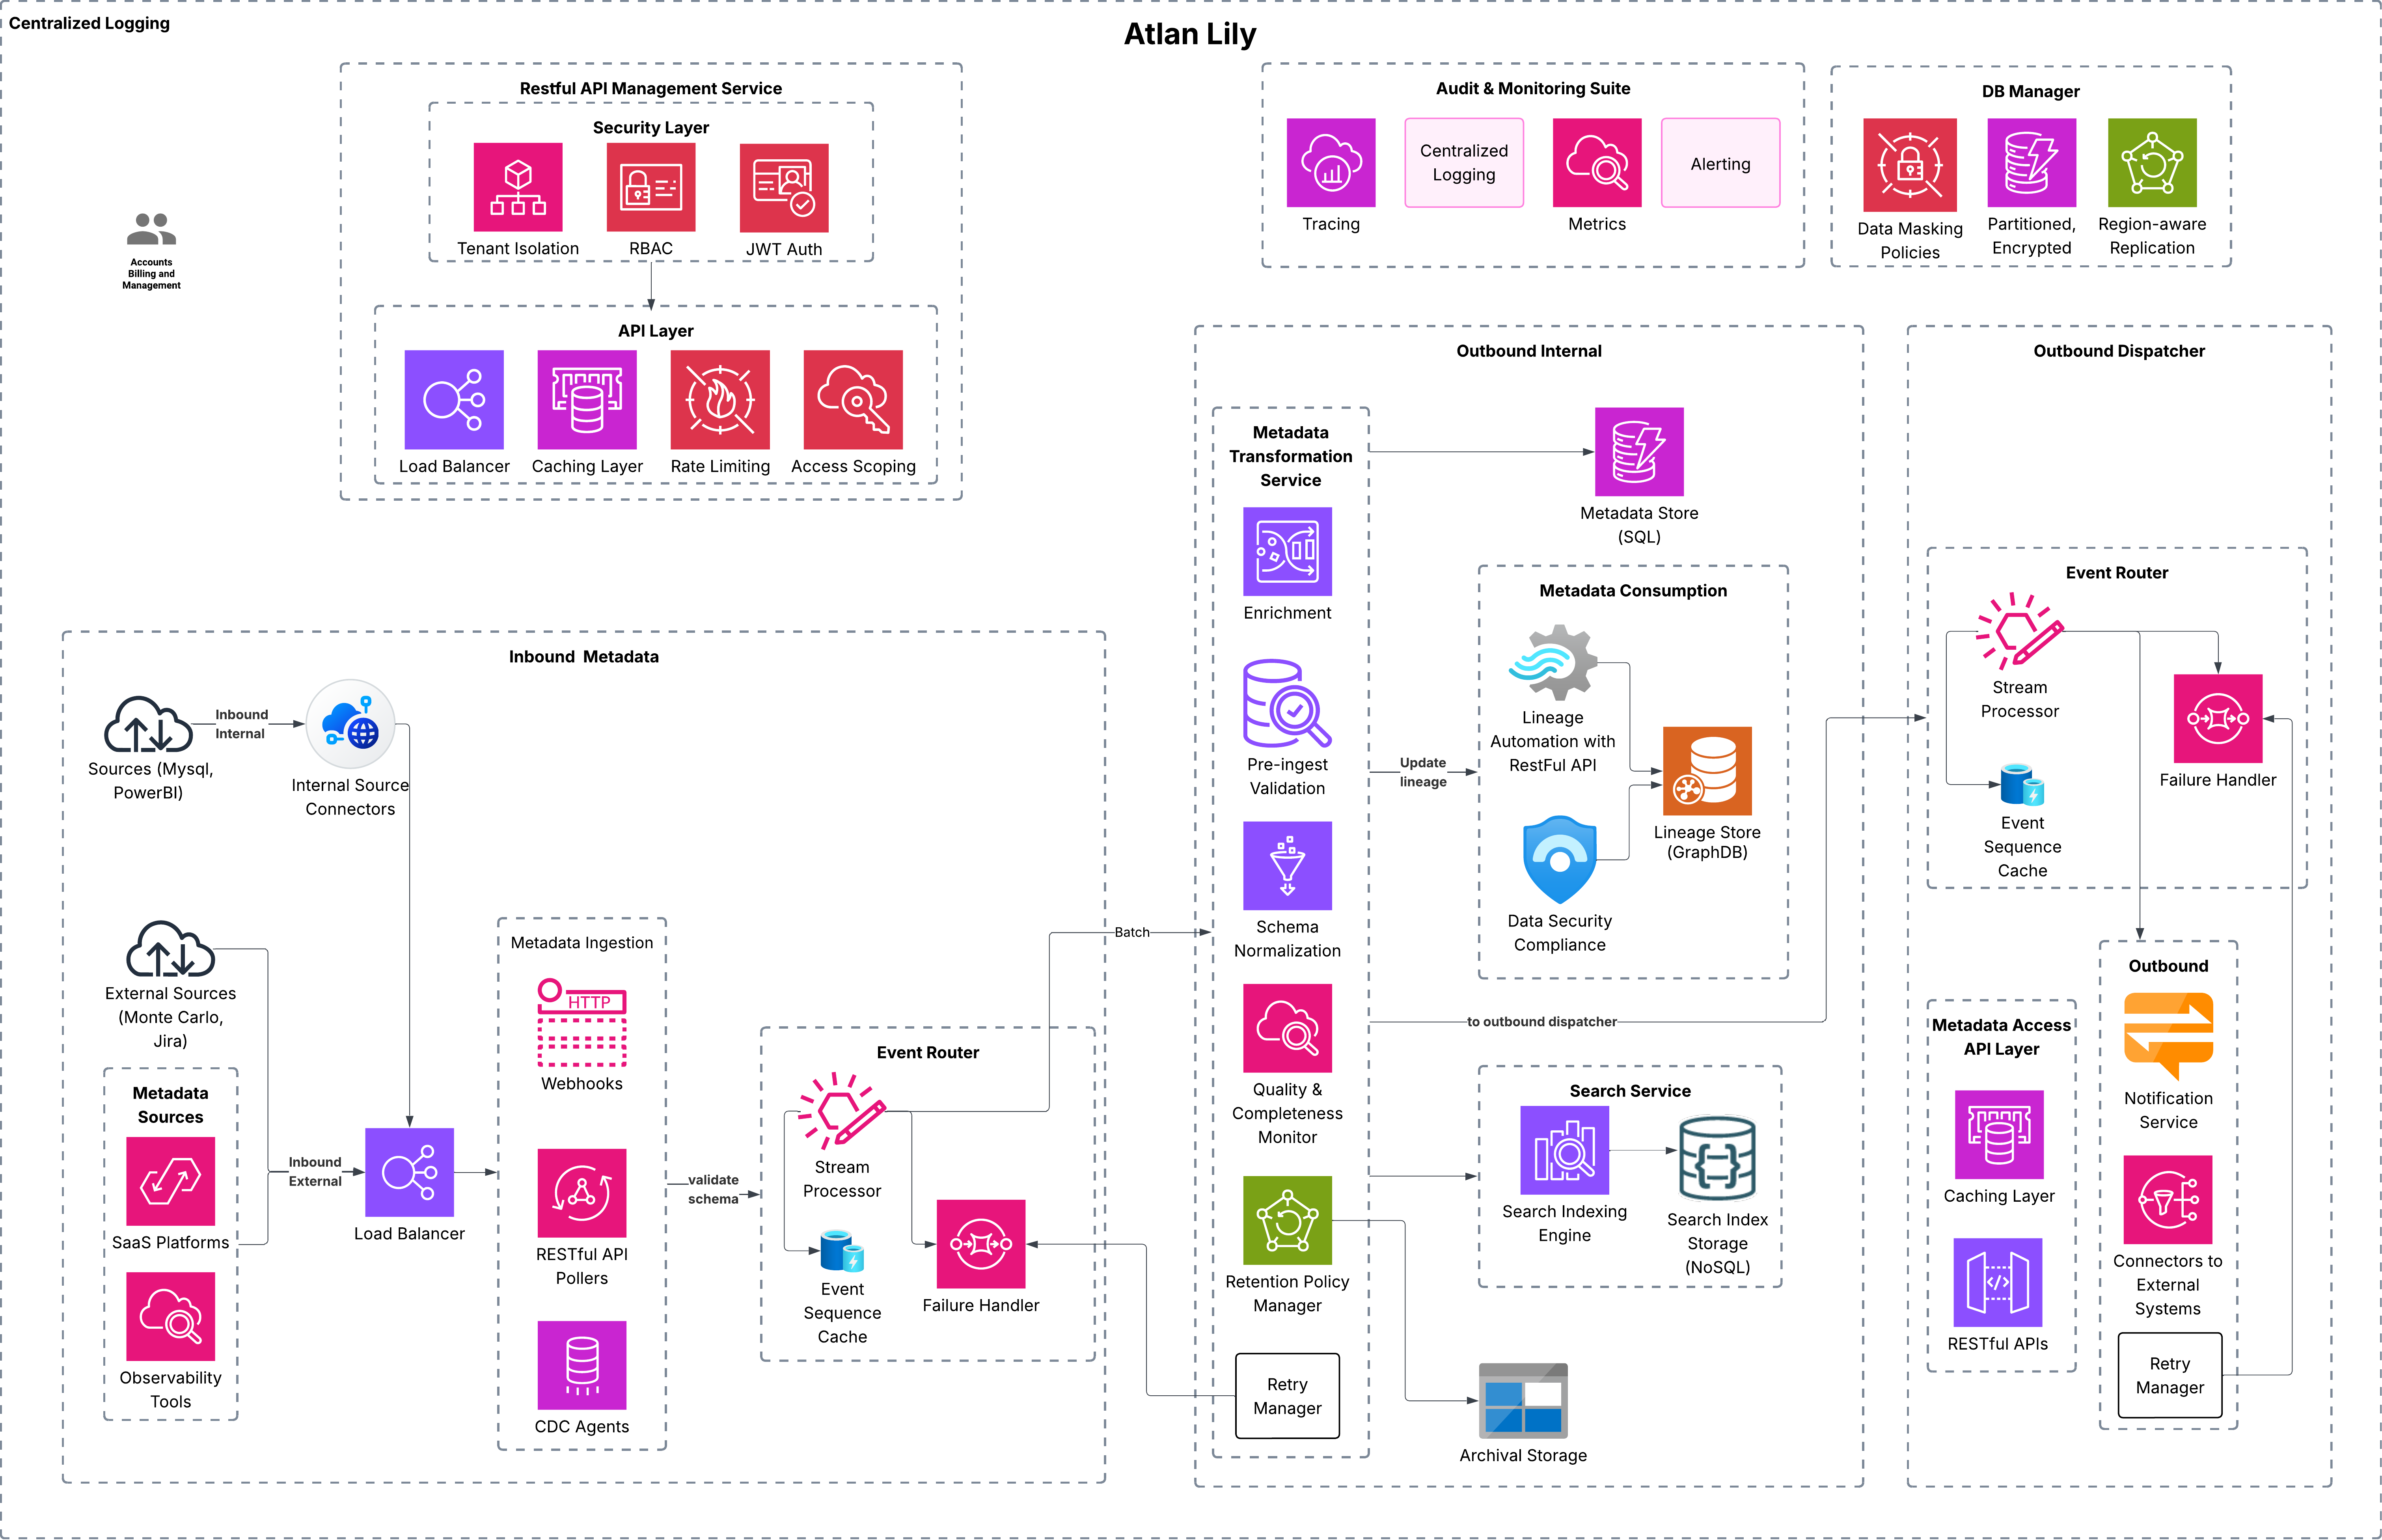 Centralized Logging
Atlan Lily
Restful API Management Service
Security Layer
Tenant Isolation
RBAC
JWT Auth
API Layer
Load Balancer
Caching Layer
Rate Limiting
Access Scoping
Accounts
Billing and
Management
Audit & Monitoring Suite
Tracing
Centralized
Logging
Metrics
Alerting
DB Manager
Data Masking
Policies
Partitioned,
Encrypted
Region-aware
Replication
Inbound  Metadata
Sources (Mysql,
PowerBI)
Inbound
Internal
Internal Source
Connectors
External Sources
(Monte Carlo,
Jira)
Metadata
Sources
SaaS Platforms
Observability
Tools
Inbound
External
Load Balancer
Metadata Ingestion
HTTP
Webhooks
RESTful API
Pollers
CDC Agents
validate
schema
Event Router
Stream
Processor
Event
Sequence
Cache
Failure Handler
Batch
Outbound Internal
Metadata
Transformation
Service
Enrichment
Pre-ingest
Validation
Schema
Normalization
Quality &
Completeness
Monitor
Retention Policy
Manager
Retry
Manager
Metadata Store
(SQL)
Update
lineage
Metadata Consumption
Lineage
Automation with
RestFul API
Lineage Store
(GraphDB)
Data Security
Compliance
to outbound dispatcher
Search Service
Search Indexing
Engine
Search Index
Storage
(NoSQL)
Archival Storage
Outbound Dispatcher
Event Router
Stream
Processor
Event
Sequence
Cache
Failure Handler
Metadata Access
API Layer
Caching Layer
RESTful APIs
Outbound
Notification
Service
Connectors to
External
Systems
Retry
Manager